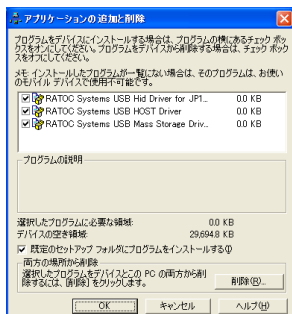 アプリケーションの追加と削除
プログラムをデバイスにインストールする場合は、プログラムの横にあるチェック ボッ
クスをオンにしてください。プログラムをデバイスから削除する場合は、チェック ボック
スをオフにしてください。
メモ: インストールしたプログラムが一覧にない場合は、そのプログラムは、お使い
のモバイル デバイスで使用不可能です。
RATOC Systems USB Hid Driver for JP1... 0.0 KB
RATOC Systems USB HOST Driver 0.0 KB
RATOC Systems USB Mass Storage Driv... 0.0 KB
プログラムの説明
選択したプログラムに必要な領域: 0.0 KB
デバイスの空き領域: 29,694.8 KB
既定のセットアップ フォルダにプログラムをインストールする(I)
両方の場所から削除
選択したプログラムをデバイスとこの PC の両方から削
除するには、[削除] をクリックします。
削除(R)...
OK キャンセル ヘルプ(H)